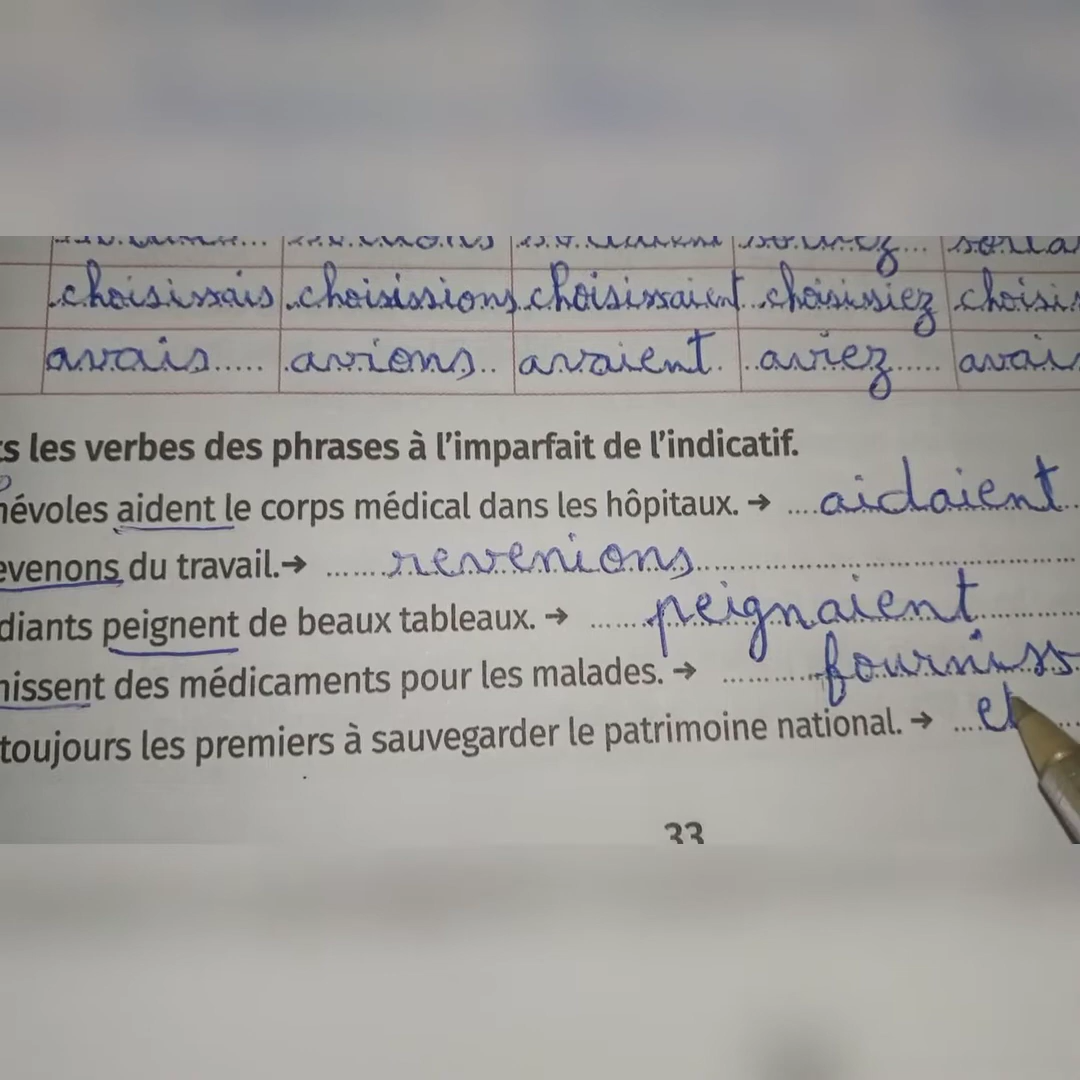 choisissais choisissions choisissaient choisissiez choisis
avais avions avaient aviez avais
s les verbes des phrases à l'imparfait de l'indicatif.
névoles aident le corps médical dans les hôpitaux. → aidaient
evenons du travail. → revenions
diants peignent de beaux tableaux. → peignaient
nissent des médicaments pour les malades. → fourniss
toujours les premiers à sauvegarder le patrimoine national. →
33